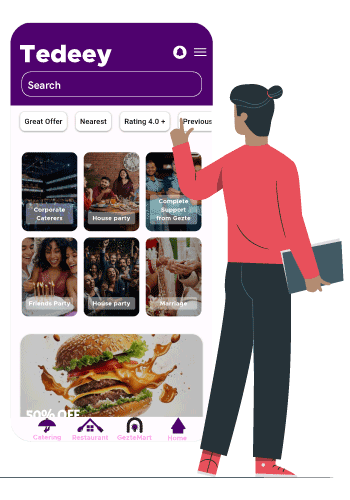 Tedeey
Search
Great Offer
Nearest
Rating 4.0 +
Previous
Corporate
Caterers
House party
Complete
Support
from Gezte
Friends Party
House party
Marriage
50% OFF
Catering
Restaurant
GezteMart
Home